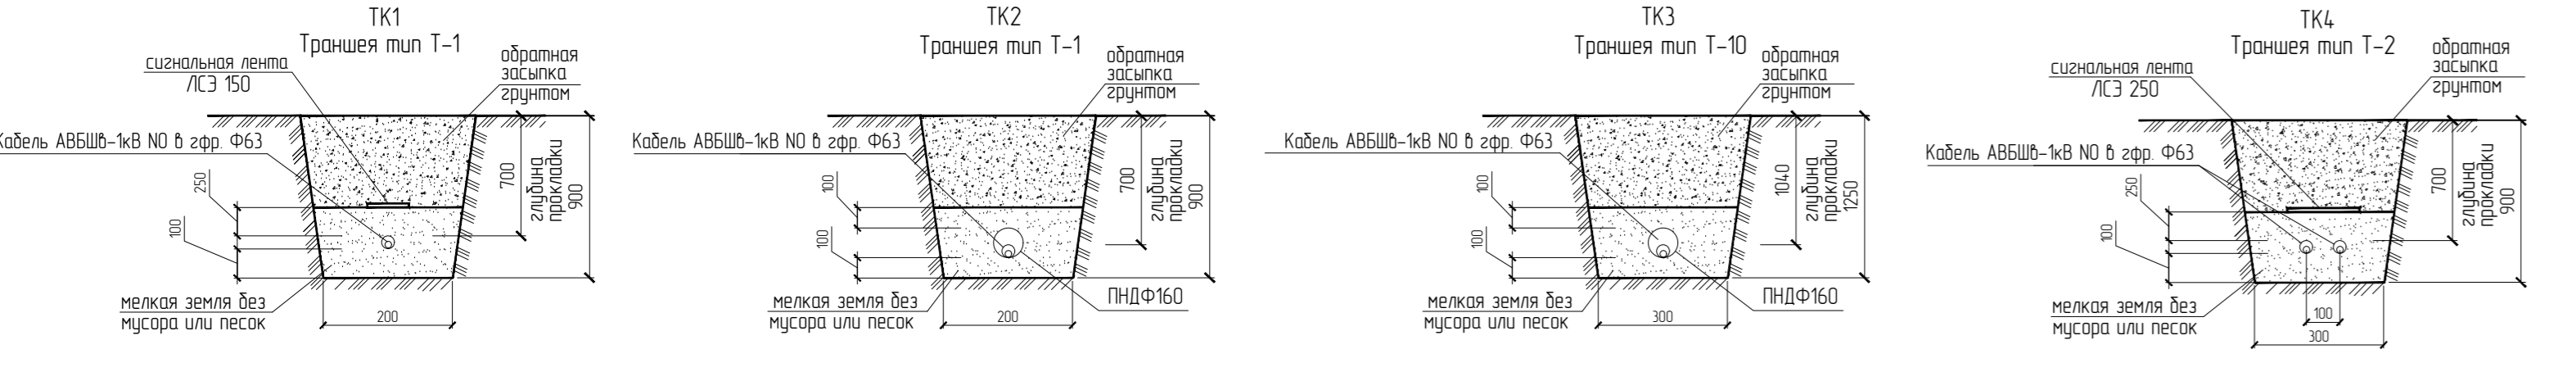 ТК1
Траншея тип Т-1
сигнальная лента
ЛСЭ 150
обратная
засыпка
грунтом
Кабель АВБШв-1кВ NО в гфр. Ф63
250
100
700
глубина
прокладки
900
мелкая земля без
мусора или песок
200
ТК2
Траншея тип Т-1
обратная
засыпка
грунтом
Кабель АВБШв-1кВ NО в гфр. Ф63
100
100
700
глубина
прокладки
900
мелкая земля без
мусора или песок
ПНДФ160
200
ТК3
Траншея тип Т-10
обратная
засыпка
грунтом
Кабель АВБШв-1кВ NО в гфр. Ф63
100
100
1040
глубина
прокладки
1250
мелкая земля без
мусора или песок
ПНДФ160
300
ТК4
Траншея тип Т-2
сигнальная лента
ЛСЭ 250
обратная
засыпка
грунтом
Кабель АВБШв-1кВ NО в гфр. Ф63
250
100
700
глубина
прокладки
900
мелкая земля без
мусора или песок
100
300